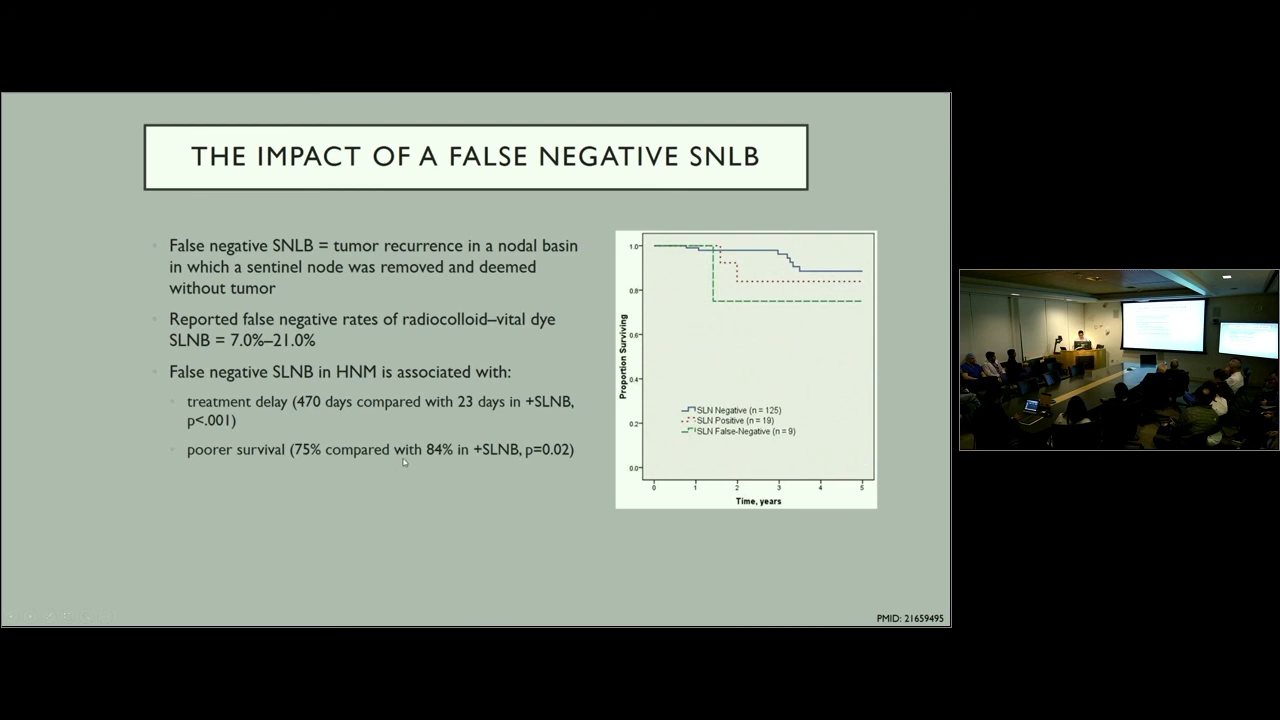 THE IMPACT OF A FALSE NEGATIVE SNLB
False negative SNLB = tumor recurrence in a nodal basin
in which a sentinel node was removed and deemed
without tumor
Reported false negative rates of radiocolloid–vital dye
SLNB = 7.0%–21.0%
False negative SLNB in HNM is associated with:
treatment delay (470 days compared with 23 days in +SLNB,
p<.001)
poorer survival (75% compared with 84% in +SLNB, p=0.02)
Proportion Surviving
1.0
0.8
0.6
0.4
0.2
0.0
SLN Negative (n = 125)
SLN Positive (n = 19)
SLN False-Negative (n = 9)
0 1 2 3 4 5
Time, years
PMID: 21659495